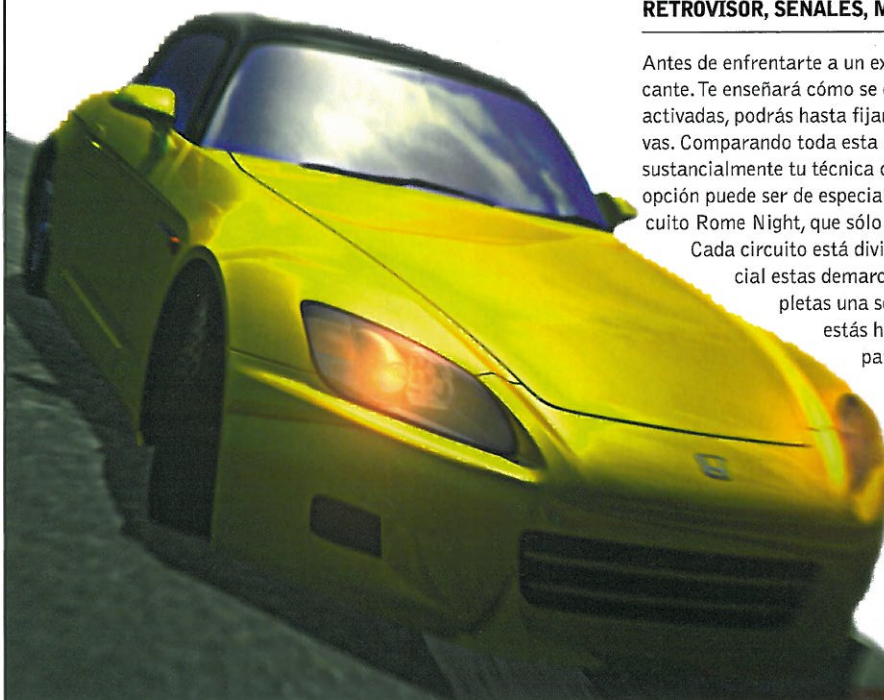 RETROVISOR, SEÑALES, M
Antes de enfrentarte a un ex
cante. Te enseñará cómo se
activadas, podrás hasta fijar
vas. Comparando toda esta
sustancialmente tu técnica
opción puede ser de especia
cuito Rome Night, que sólo
Cada circuito está divi
cial estas demarc
pletas una s
estás h
pa